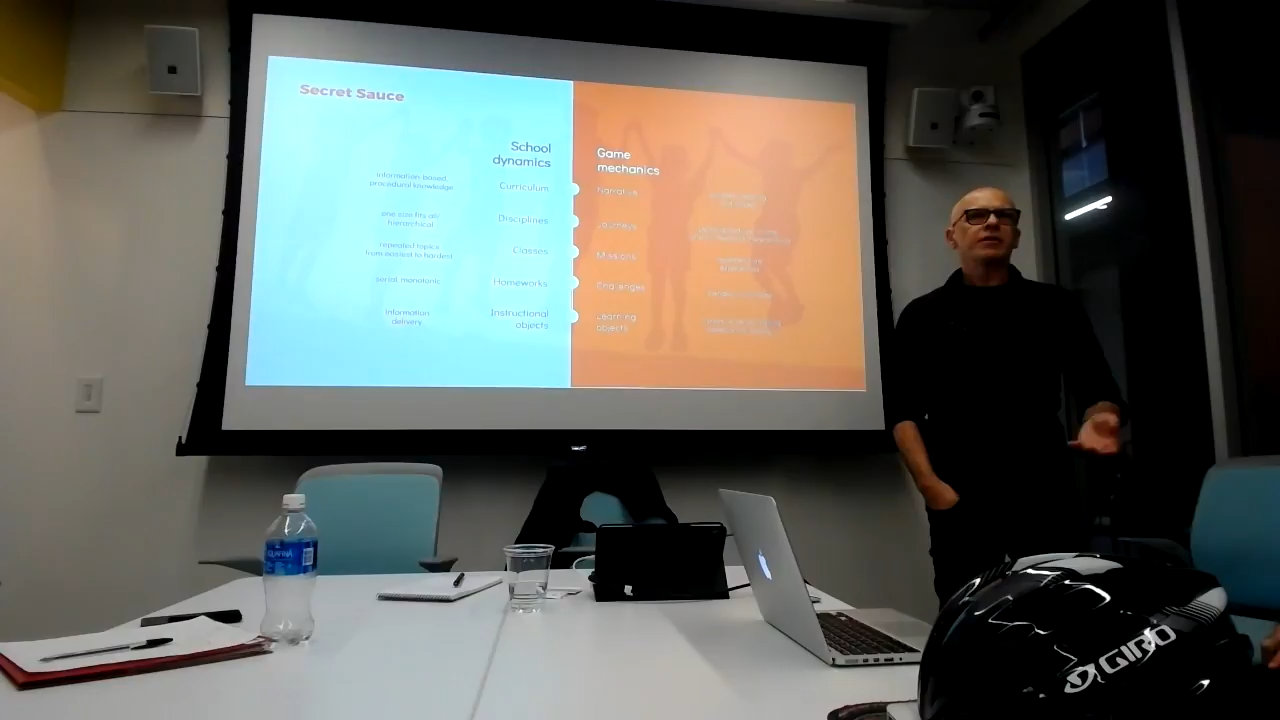 Secret Sauce
School
dynamics
information based,
procedural knowledge
Curriculum
one size fits all/
hierarchical
Disciplines
repeated topics
from easiest to hardest
Classes
serial, monotonic
Homeworks
information
delivery
Instructional
objects
Game
mechanics
Narrative
Journeys
Missions
Challenges
Learning
objects
AQUAFINA
GIRO